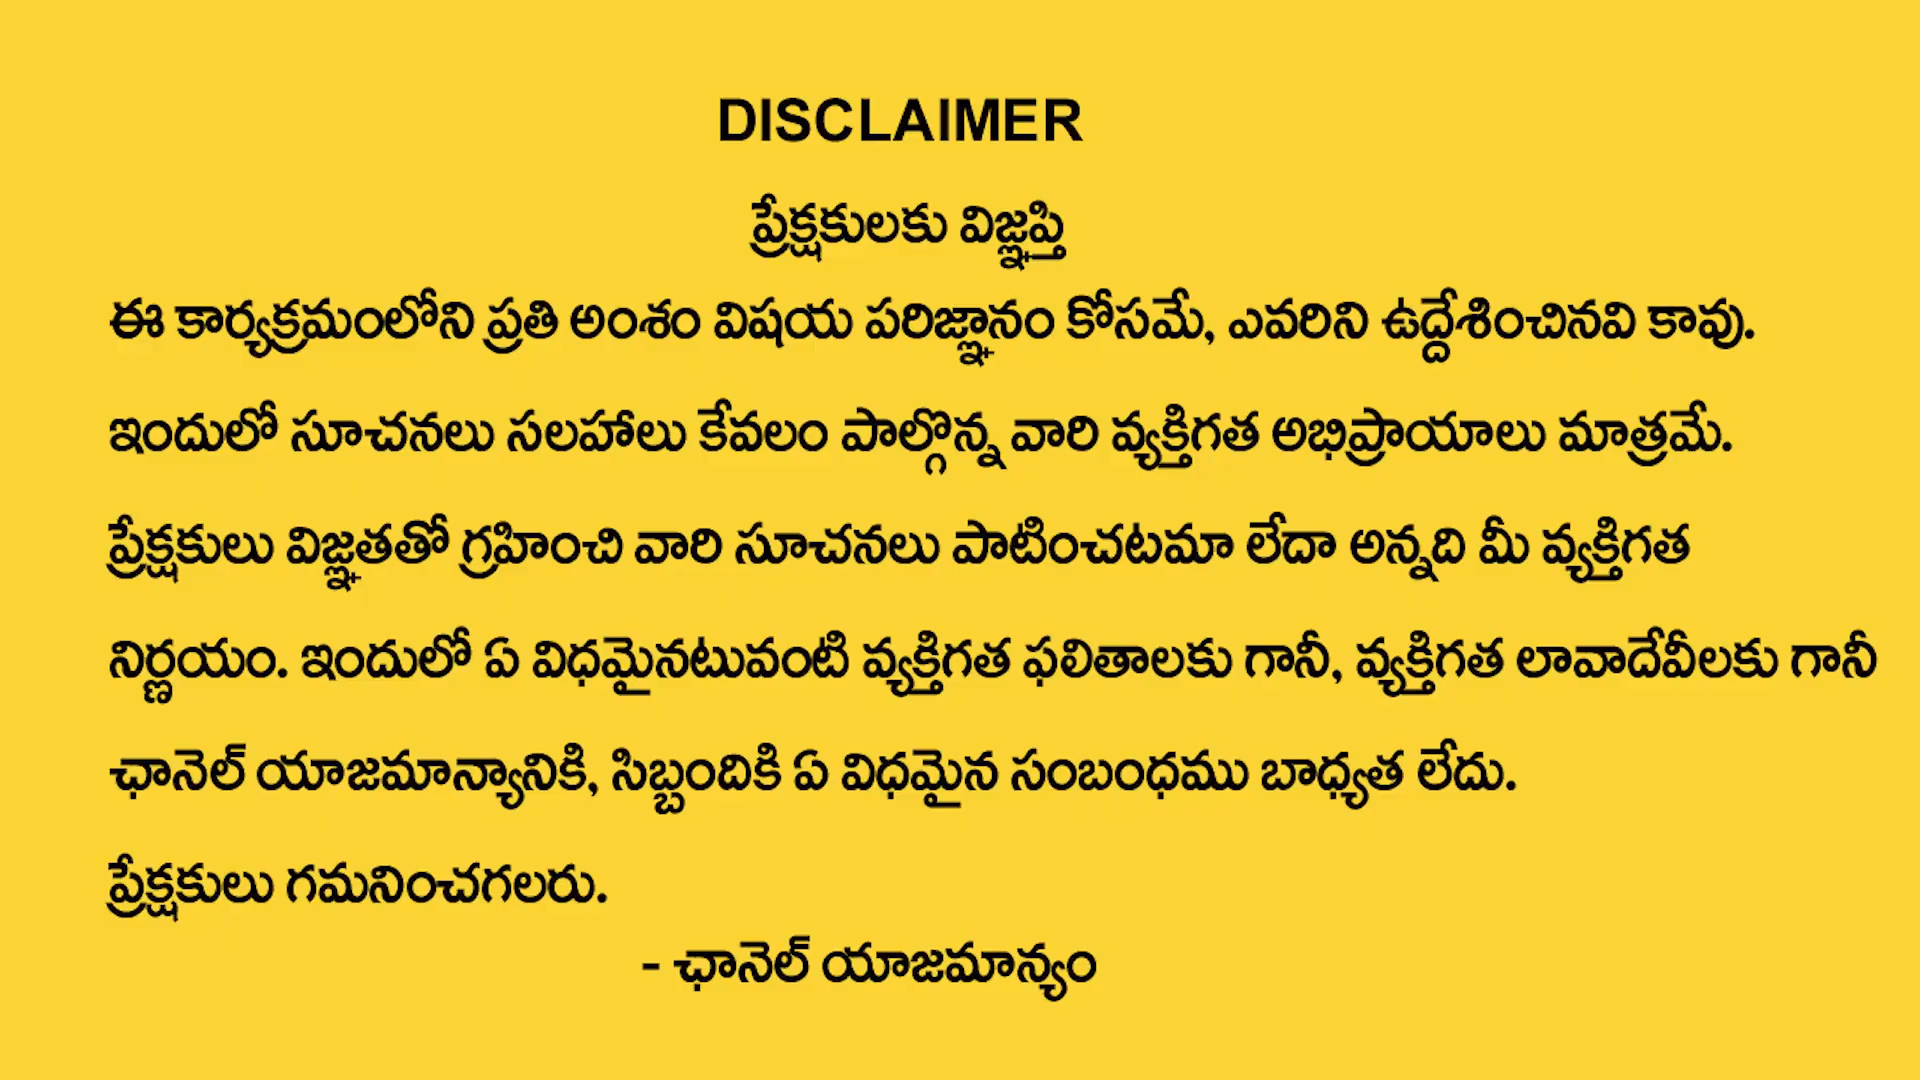 DISCLAIMER
ప్రేక్షకులకు విజ్ఞప్తి
ఈ కార్యక్రమంలోని ప్రతి అంశం విషయ పరిజ్ఞానం కోసమే, ఎవరిని ఉద్దేశించినవి కావు.
ఇందులో సూచనలు సలహాలు కేవలం పాల్గొన్న వారి వ్యక్తిగత అభిప్రాయాలు మాత్రమే.
ప్రేక్షకులు విజ్ఞతతో గ్రహించి వారి సూచనలు పాటించటమా లేదా అన్నది మీ వ్యక్తిగత
నిర్ణయం. ఇందులో ఏ విధమైనటువంటి వ్యక్తిగత ఫలితాలకు గానీ, వ్యక్తిగత లావాదేవీలకు గానీ
ఛానెల్ యాజమాన్యానికి, సిబ్బందికి ఏ విధమైన సంబంధము బాధ్యత లేదు.
ప్రేక్షకులు గమనించగలరు.
- ఛానెల్ యాజమాన్యం